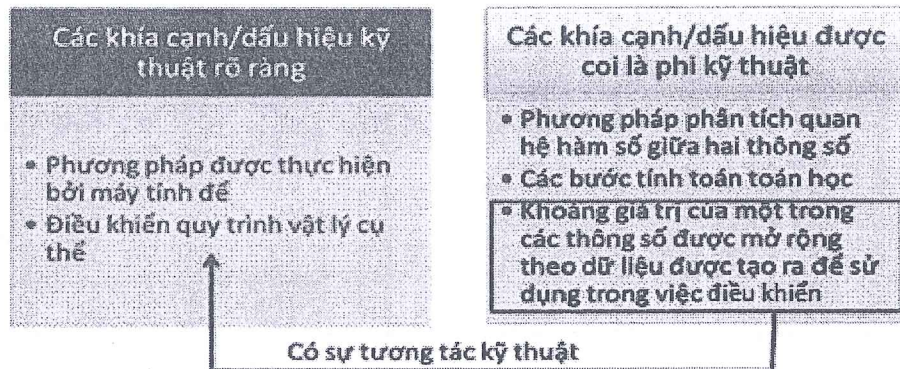 Các khía cạnh/dấu hiệu kỹ
thuật rõ ràng
• Phương pháp được thực hiện
bởi máy tính để
• Điều khiển quy trình vật lý cụ
thể
Các khía cạnh/dấu hiệu được
coi là phi kỹ thuật
• Phương pháp phân tích quan
hệ hàm số giữa hai thông số
• Các bước tính toán toán học
• Khoảng giá trị của một trong
các thông số được mở rộng
theo dữ liệu được tạo ra để sử
dụng trong việc điều khiển
Có sự tương tác kỹ thuật